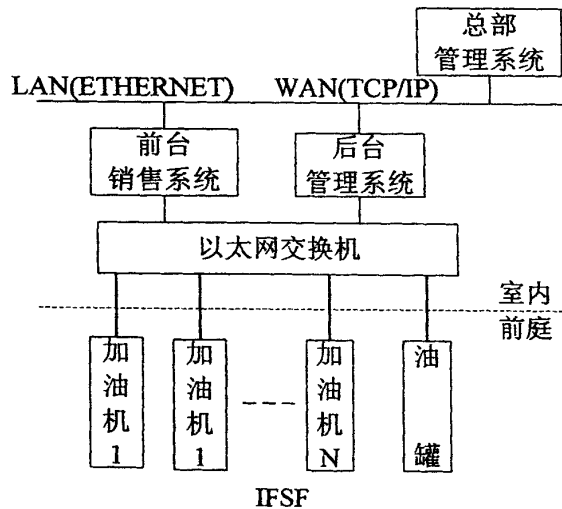 总部
管理系统
LAN(ETHERNET)
WAN(TCP/IP)
前台
销售系统
后台
管理系统
以太网交换机
室内
前庭
加油机1
加油机1
加油机N
油罐
IFSF